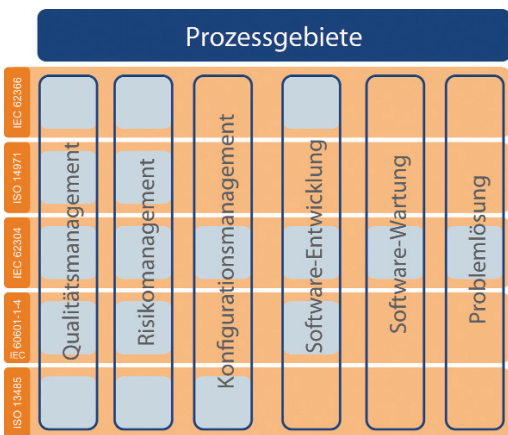 Prozessgebiete
IEC 62366
ISO 14971
IEC 62304
IEC 60601-1-4
ISO 13485
Qualitätsmanagement
Risikomanagement
Konfigurationsmanagement
Software-Entwicklung
Software-Wartung
Problemlösung